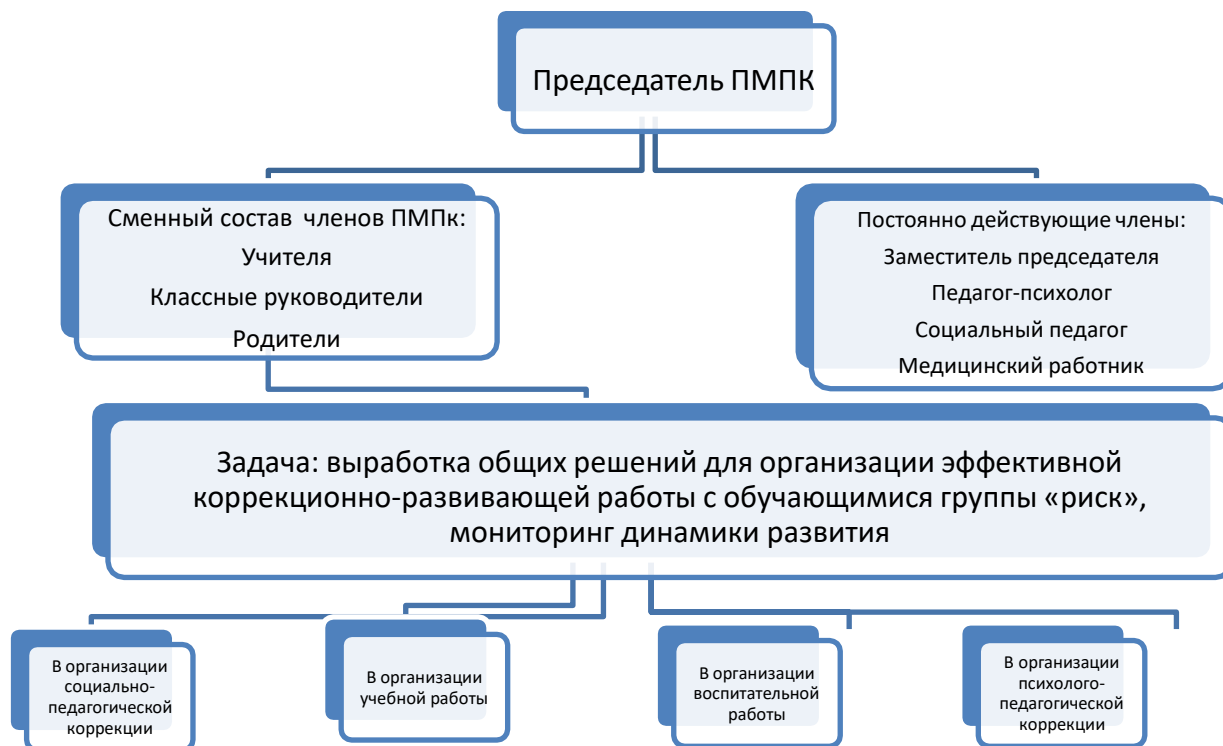 Председатель ПМПК
Сменный состав членов ПМПк:
Учителя
Классные руководители
Родители
Постоянно действующие члены:
Заместитель председателя
Педагог-психолог
Социальный педагог
Медицинский работник
Задача: выработка общих решений для организации эффективной
коррекционно-развивающей работы с обучающимися группы «риск»,
мониторинг динамики развития
В организации
социально-
педагогической
коррекции
В организации
учебной работы
В организации
воспитательной
работы
В организации
психолого-
педагогической
коррекции